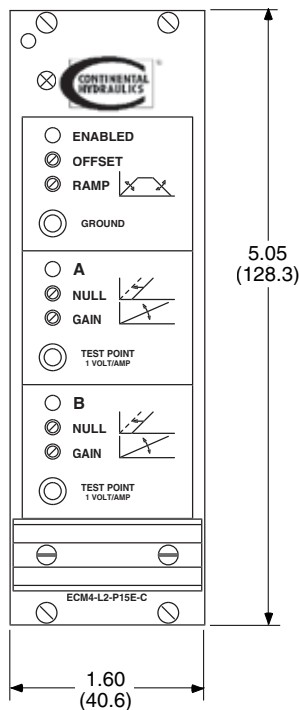 CONTINENTAL
HYDRAULICS
ENABLED
OFFSET
RAMP
GROUND
A
NULL
GAIN
TEST POINT
1 VOLT/AMP
B
NULL
GAIN
TEST POINT
1 VOLT/AMP
ECM4-L2-P15E-C
5.05
(128.3)
1.60
(40.6)